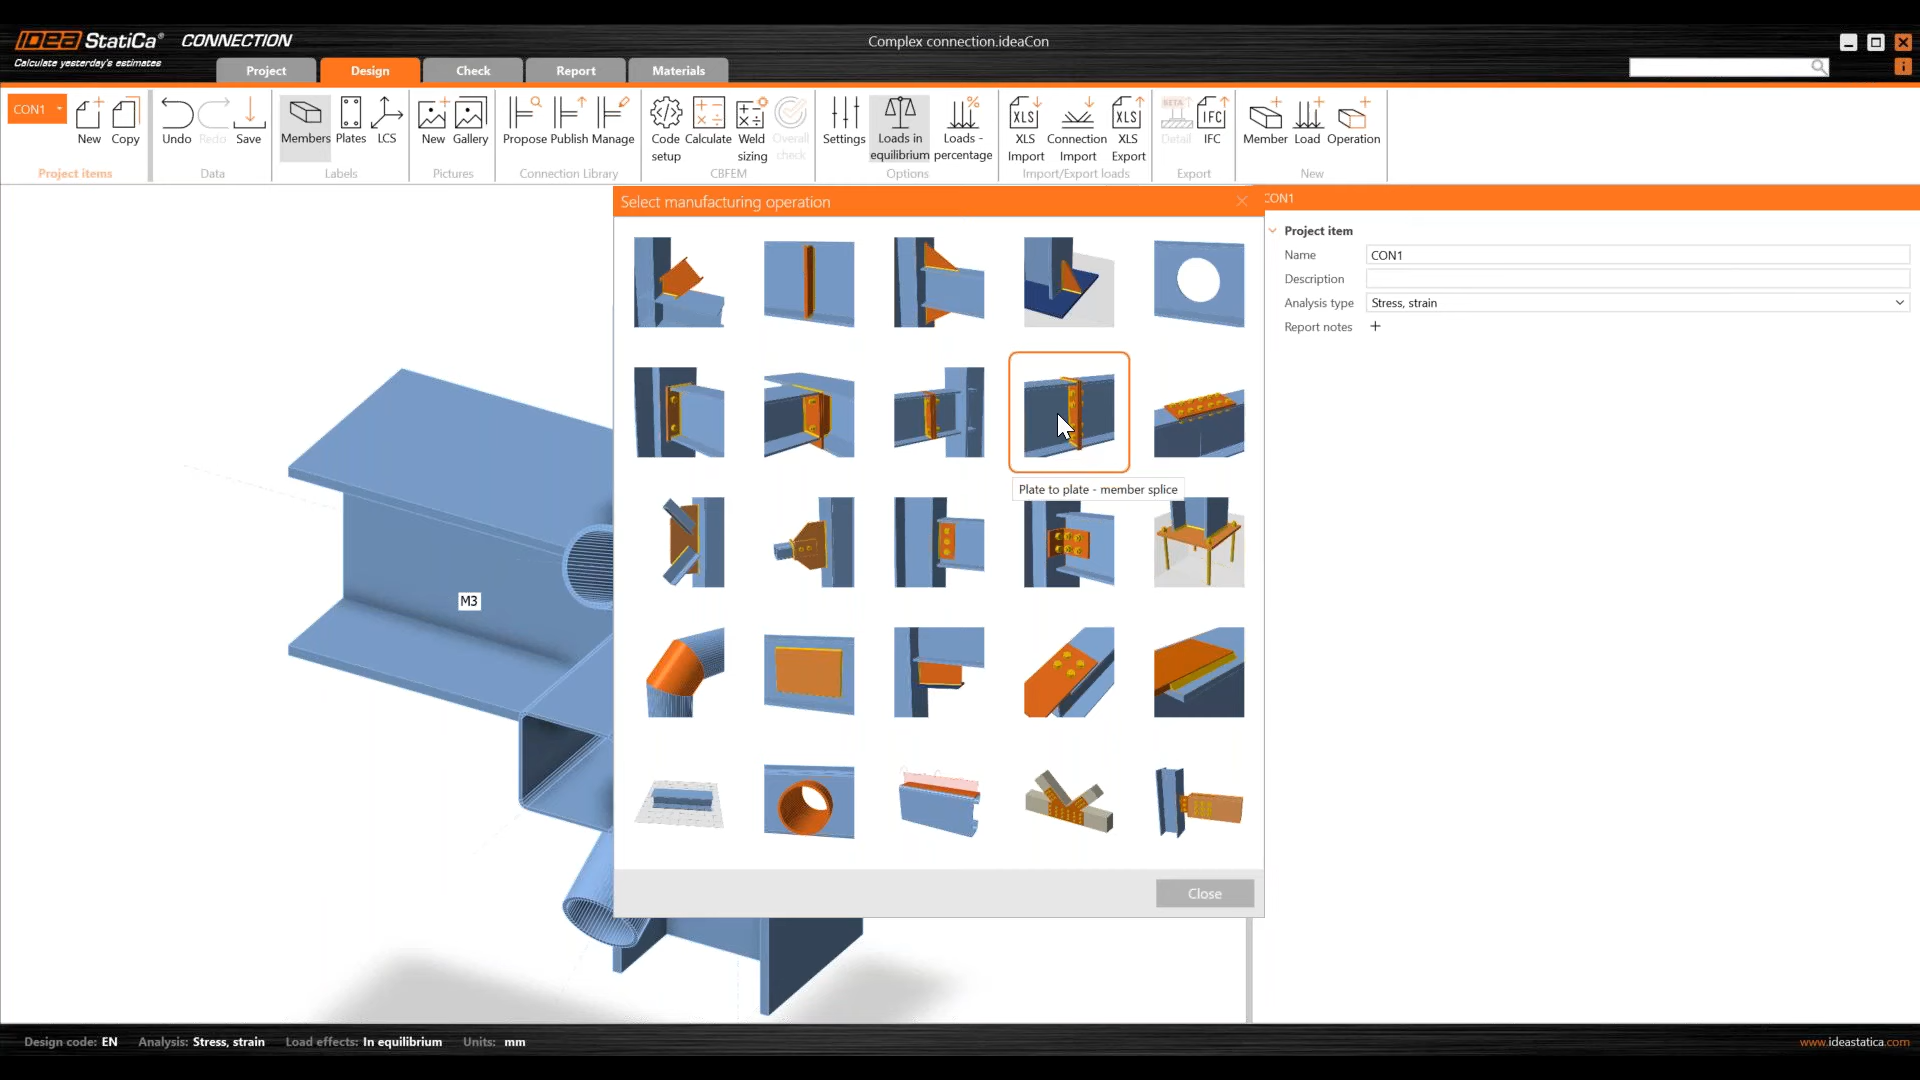 IDEA StatiCa® CONNECTION
Calculate yesterday's estimates
Complex connection.ideaCon
Project Design Check Report Materials
CON1
New Copy
Project items
Undo Redo Save
Data
Members Plates LCS
Labels
New Gallery
Pictures
Propose Publish Manage
Connection Library
Code setup Calculate Weld sizing Overall check
CBFEM
Settings Loads in equilibrium Loads - percentage
Options
XLS Import Connection Import XLS Export
Import/Export loads
BETA Detail IFC
Export
Member Load Operation
New
Select manufacturing operation
CON1
Project item
Name CON1
Description
Analysis type Stress, strain
Report notes
Plate to plate - member splice
M3
Close
Design code: EN Analysis: Stress, strain Load effects: In equilibrium Units: mm
www.ideastatica.com